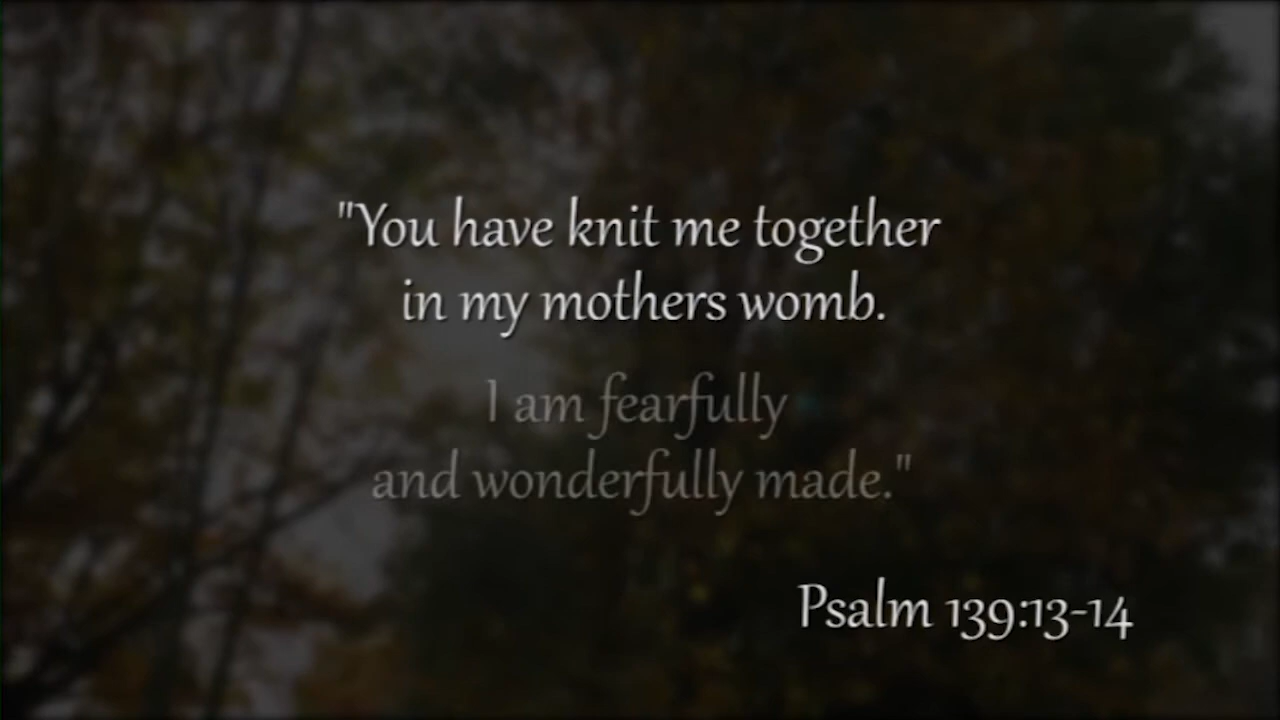 "You have knit me together
in my mothers womb.
I am fearfully
and wonderfully made."
Psalm 139:13-14